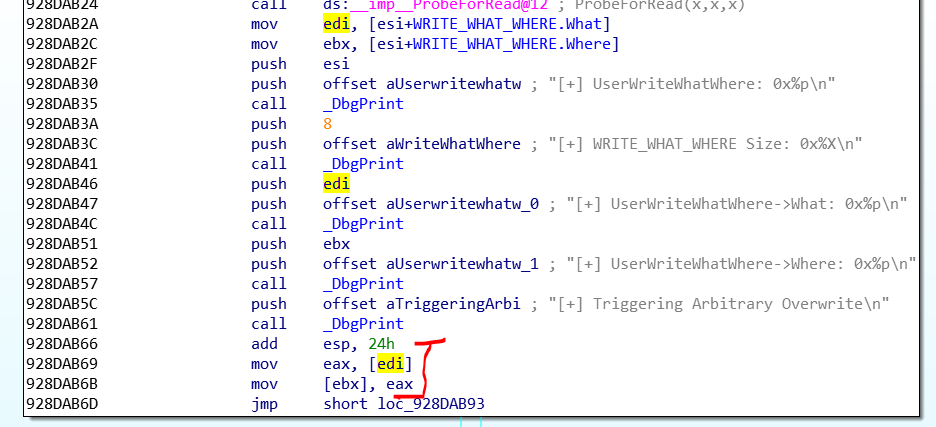 928DAB24 call ds:__imp__ProbeForRead@12 ; ProbeForRead(x,x,x)
928DAB2A mov edi, [esi+WRITE_WHAT_WHERE.What]
928DAB2C mov ebx, [esi+WRITE_WHAT_WHERE.Where]
928DAB2F push esi
928DAB30 push offset aUserwritewhatw ; "[+] UserWriteWhatWhere: 0x%p\n"
928DAB35 call _DbgPrint
928DAB3A push 8
928DAB3C push offset aWriteWhatWhere ; "[+] WRITE_WHAT_WHERE Size: 0x%X\n"
928DAB41 call _DbgPrint
928DAB46 push edi
928DAB47 push offset aUserwritewhatw_0 ; "[+] UserWriteWhatWhere->What: 0x%p\n"
928DAB4C call _DbgPrint
928DAB51 push ebx
928DAB52 push offset aUserwritewhatw_1 ; "[+] UserWriteWhatWhere->Where: 0x%p\n"
928DAB57 call _DbgPrint
928DAB5C push offset aTriggeringArbi ; "[+] Triggering Arbitrary Overwrite\n"
928DAB61 call _DbgPrint
928DAB66 add esp, 24h
928DAB69 mov eax, [edi]
928DAB6B mov [ebx], eax
928DAB6D jmp short loc_928DAB93